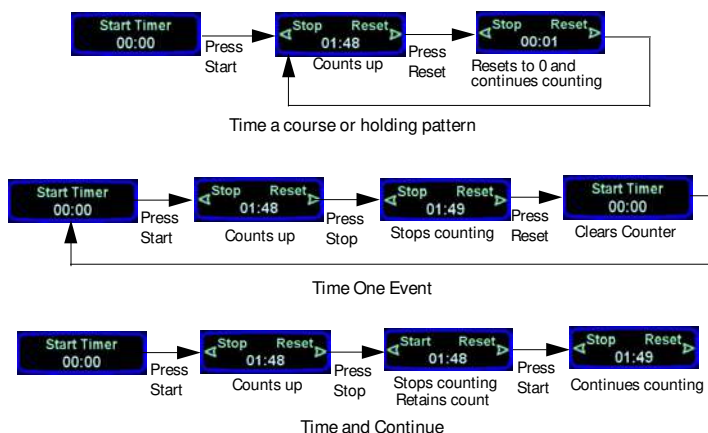 Start Timer
00:00
Press
Start
Stop Reset
01:48
Counts up
Press
Reset
Stop Reset
00:01
Resets to 0 and
continues counting
Time a course or holding pattern
Start Timer
00:00
Press
Start
Stop Reset
01:48
Counts up
Press
Stop
Stop Reset
01:49
Stops counting
Press
Reset
Start Timer
00:00
Clears Counter
Time One Event
Start Timer
00:00
Press
Start
Stop Reset
01:48
Counts up
Press
Stop
Start Reset
01:48
Stops counting
Retains count
Press
Start
Stop Reset
01:49
Continues counting
Time and Continue